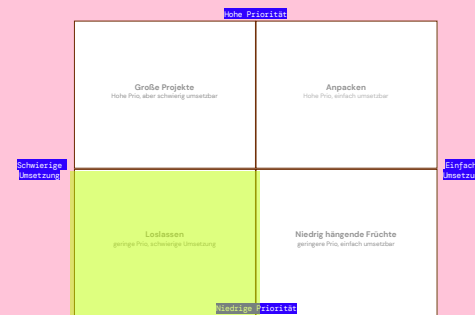 Hohe Priorität
Große Projekte
Hohe Prio, aber schwierig umsetzbar
Anpacken
Hohe Prio, einfach umsetzbar
Schwierige
Umsetzung
Einfach
Umsetzu
Loslassen
geringe Prio, schwierige Umsetzung
Niedrig hängende Früchte
geringere Prio, einfach umsetzbar
Niedrige Priorität